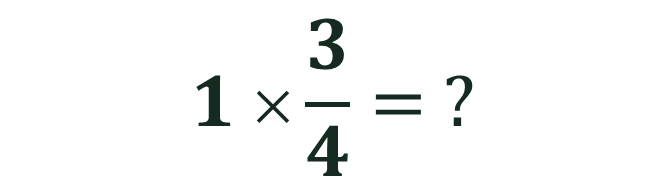 1 × 3/4 = ?